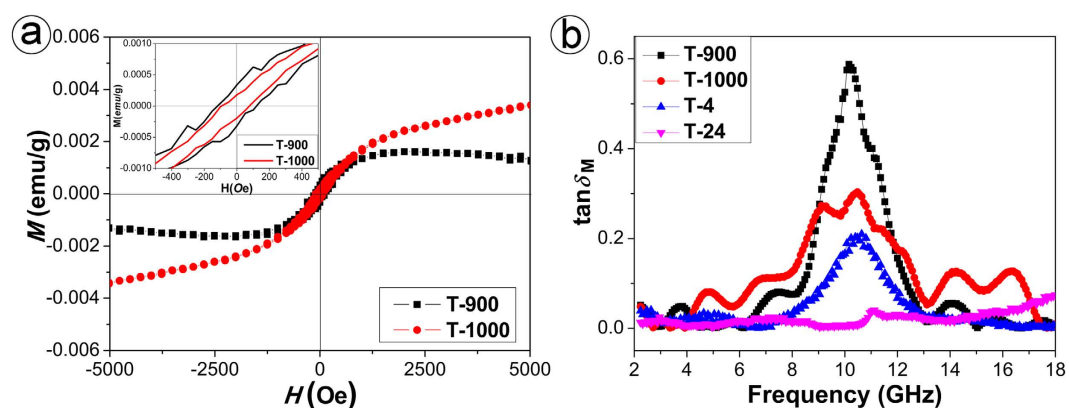 a
0.006
0.004
0.002
0.000
-0.002
-0.004
0.006
-5000
-2500
0
2500
5000
M (emu/g)
H (Oe)
T-900
T-1000
0.0010
0.0005
0.0000
-0.0005
-0.0010
-400
-200
0
200
400
M(emu/g)
H(Oe)
T-900
T-1000
b
0.6
0.4
0.2
0.0
2
4
6
8
10
12
14
16
18
tanδM
Frequency (GHz)
T-900
T-1000
T-4
T-24